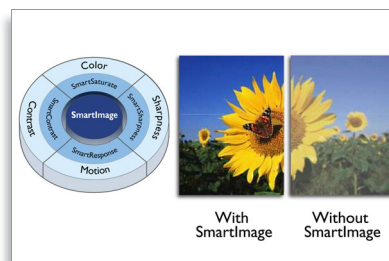 Color
SmartSaturate
Contrast
SmartContrast
SmartImage
SmartSharpness
Sharpness
SmartResponse
Motion
With
SmartImage
Without
SmartImage